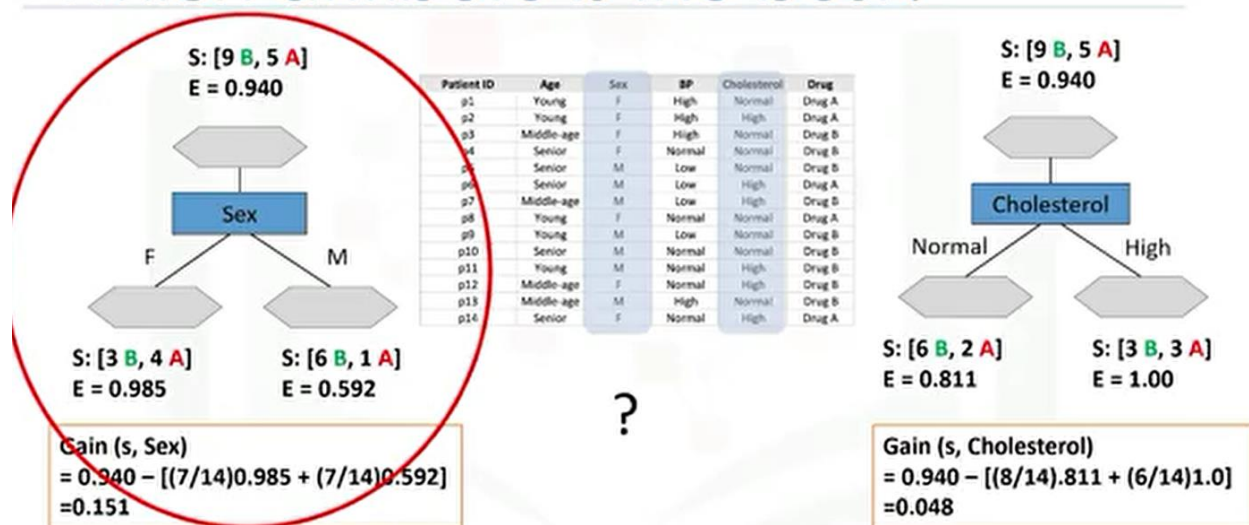 S: [9 B, 5 A]
E = 0.940
Sex
F
M
S: [3 B, 4 A]
E = 0.985
S: [6 B, 1 A]
E = 0.592
Gain (s, Sex)
= 0.940 – [(7/14)0.985 + (7/14)0.592]
=0.151
Patient ID Age Sex BP Cholesterol Drug
p1 Young F High Normal Drug A
p2 Young F High High Drug A
p3 Middle-age F High Normal Drug B
p4 Senior F Normal Normal Drug B
p5 Senior M Low Normal Drug B
p6 Senior M Low High Drug A
p7 Middle-age M Low High Drug B
p8 Young F Normal Normal Drug A
p9 Young M Low Normal Drug B
p10 Senior M Normal Normal Drug B
p11 Young M Normal High Drug B
p12 Middle-age F Normal High Drug B
p13 Middle-age M High Normal Drug B
p14 Senior F Normal High Drug A
?
S: [9 B, 5 A]
E = 0.940
Cholesterol
Normal
High
S: [6 B, 2 A]
E = 0.811
S: [3 B, 3 A]
E = 1.00
Gain (s, Cholesterol)
= 0.940 – [(8/14).811 + (6/14)1.0]
=0.048